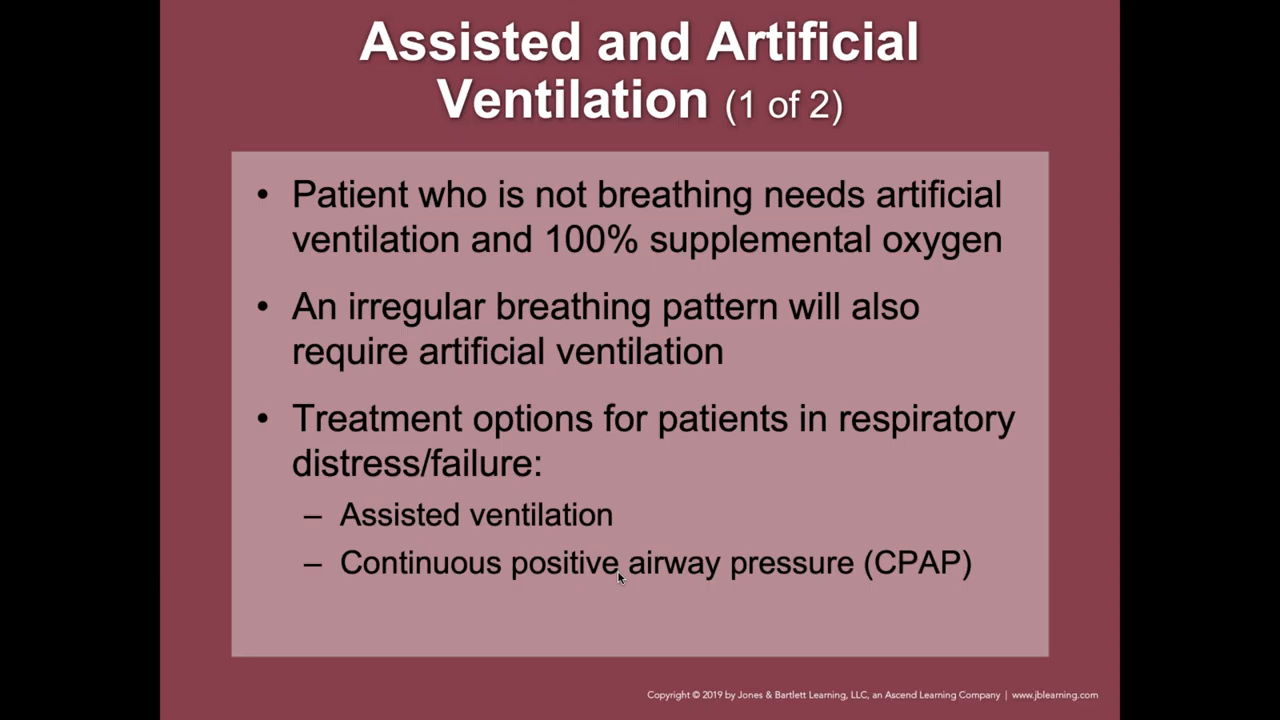 Assisted and Artificial
Ventilation (1 of 2)
• Patient who is not breathing needs artificial
ventilation and 100% supplemental oxygen
• An irregular breathing pattern will also
require artificial ventilation
• Treatment options for patients in respiratory
distress/failure:
– Assisted ventilation
– Continuous positive airway pressure (CPAP)
Copyright © 2019 by Jones & Bartlett Learning, LLC, an Ascend Learning Company | www.jblearning.com